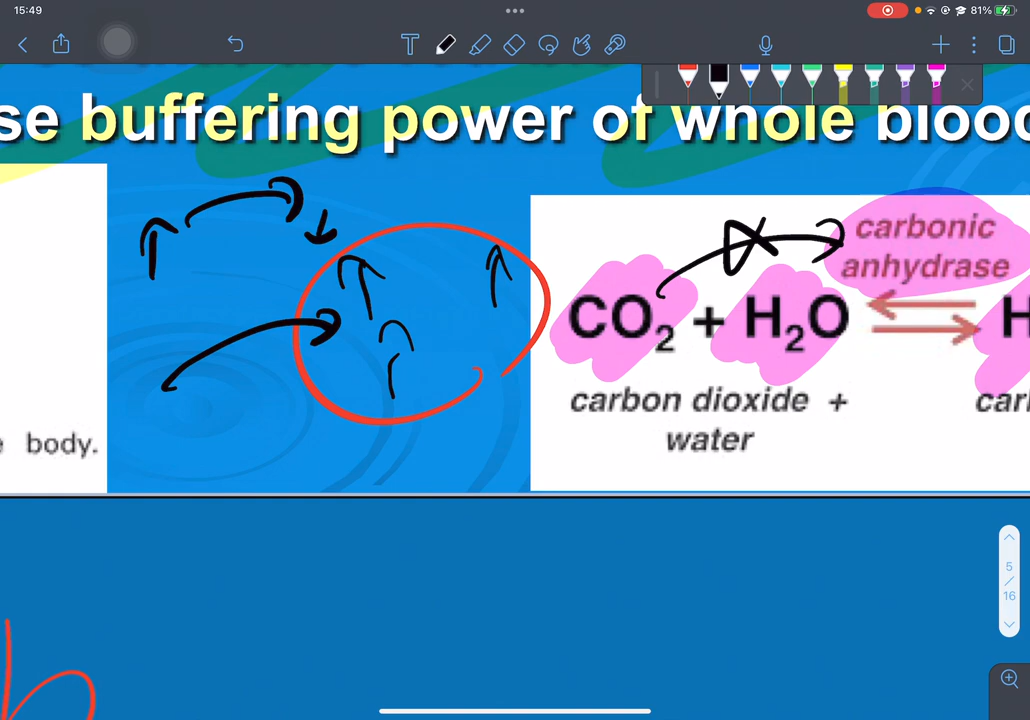 15:49
81%
T
se buffering power of whole blood
carbonic
anhydrase
CO₂ + H₂O
H
carbon dioxide +
water
body.
5
/
16